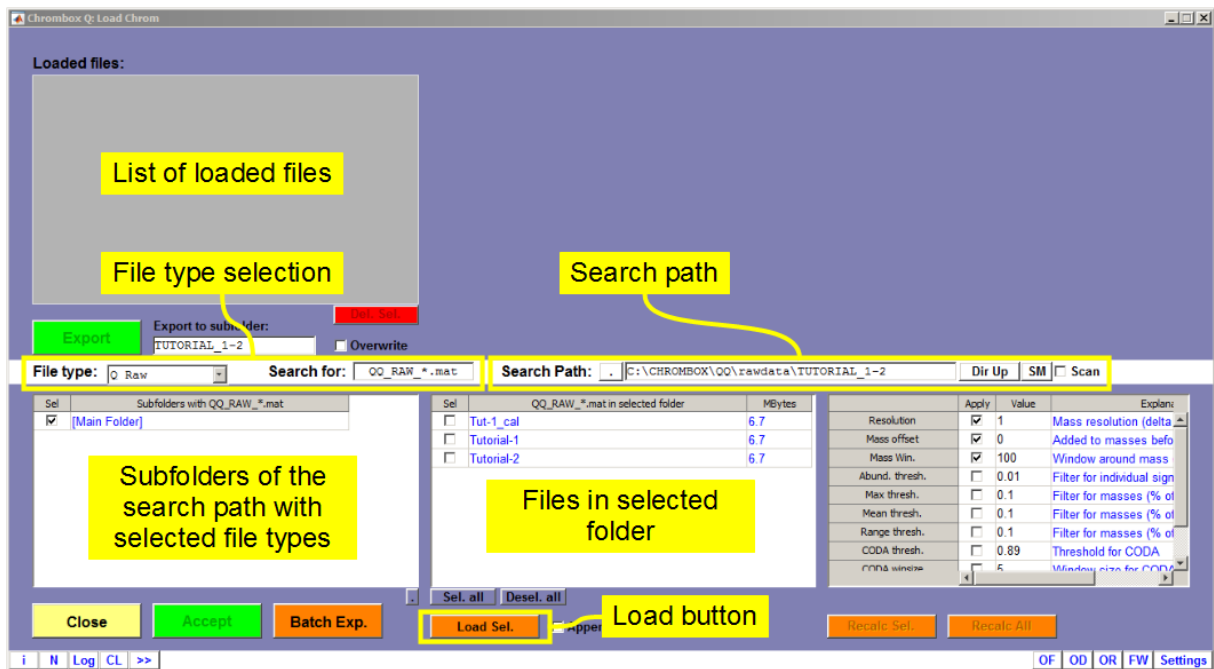 Chrombox Q: Load Chrom
Loaded files:
List of loaded files
File type selection
Search path
Del. Sel.
Export
Export to subfolder:
TUTORIAL_1-2
Overwrite
File type: Q Raw Search for: QQ_RAW_*.mat Search Path: . C:\CHROMBOX\QQ\rawdata\TUTORIAL_1-2 Dir Up SM Scan
Sel Subfolders with QQ_RAW_*.mat
[Main Folder]
Subfolders of the
search path with
selected file types
Sel QQ_RAW_*.mat in selected folder MBytes
Tut-1_cal 6.7
Tutorial-1 6.7
Tutorial-2 6.7
Files in selected
folder
Apply Value Explana
Resolution 1 Mass resolution (delta
Mass offset 0 Added to masses befo
Mass Win. 100 Window around mass
Abund. thresh. 0.01 Filter for individual sign
Max thresh. 0.1 Filter for masses (% of
Mean thresh. 0.1 Filter for masses (% of
Range thresh. 0.1 Filter for masses (% of
CODA thresh. 0.89 Threshold for CODA
CODA winsize 5 Window size for CODA
. Sel. all Desel. all
Close Accept Batch Exp. Load Sel. Load button Recalc Sel. Recalc All
i N Log CL >> OF OD OR FW Settings